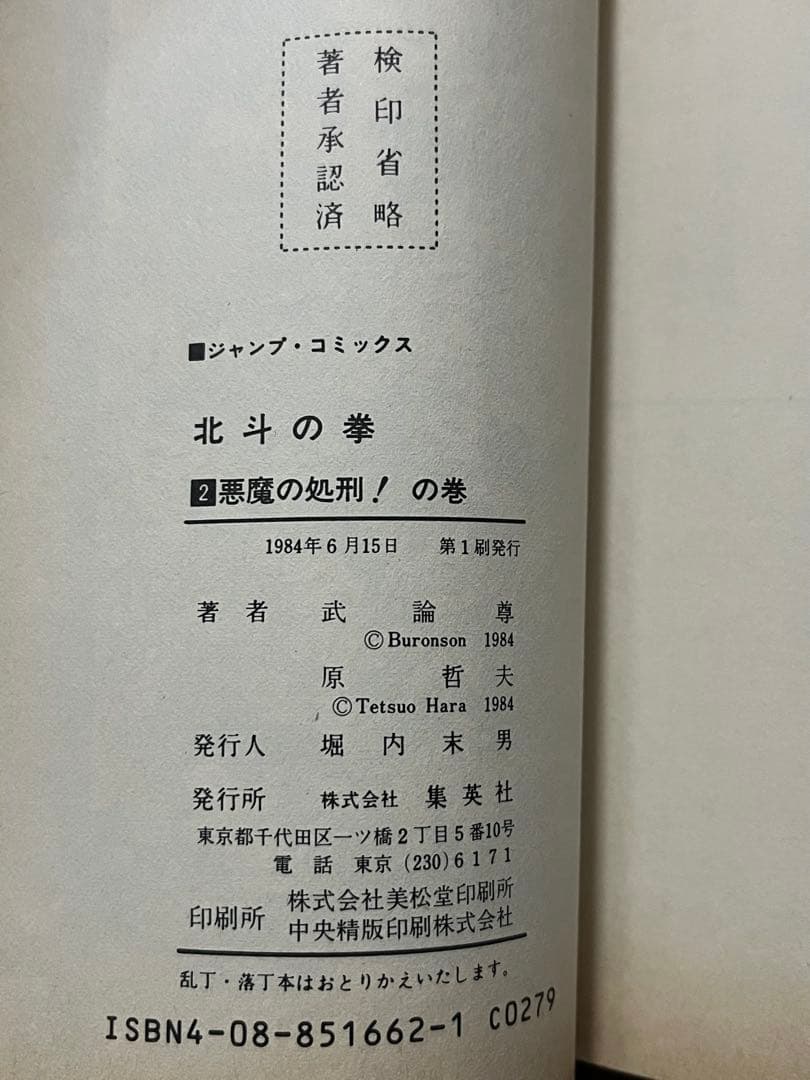 検印省略
著者承認済
■ジャンプ・コミックス
北斗の拳
2悪魔の処刑！の巻
1984年6月15日 第1刷発行
著者 武論尊
©Buronson 1984
原哲夫
©Tetsuo Hara 1984
発行人 堀内末男
発行所 株式会社 集英社
東京都千代田区一ツ橋2丁目5番10号
電話 東京(230)6171
印刷所 株式会社美松堂印刷所
中央精版印刷株式会社
乱丁・落丁本はおとりかえいたします。
ISBN4-08-851662-1 C0279